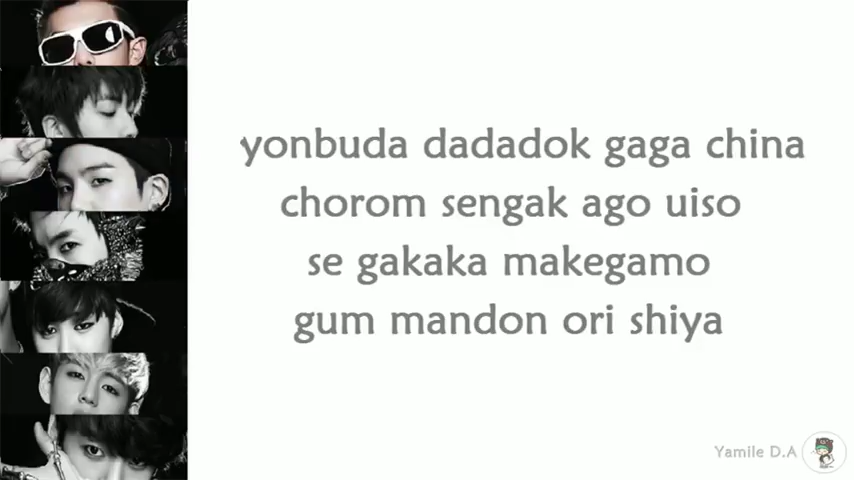 yonbuda dadadok gaga china
chorom sengak ago uiso
se gakaka makegamo
gum mandon ori shiya
Yamile D.A